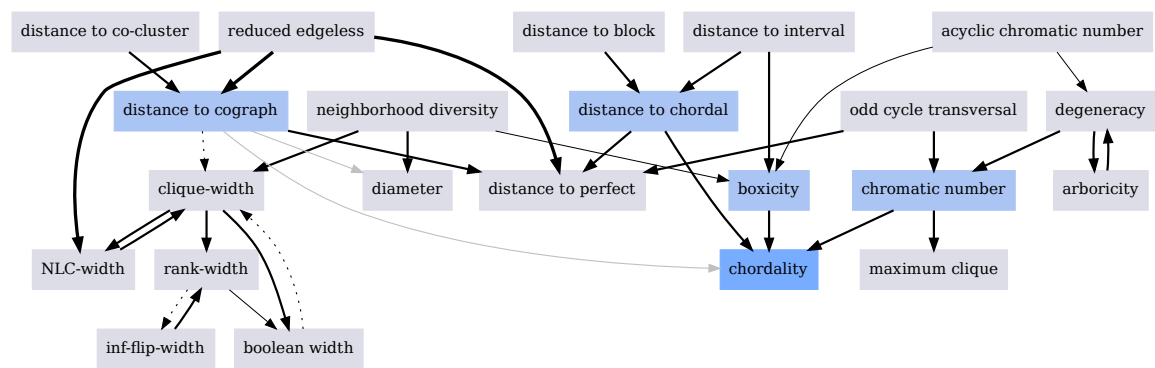 distance to co-cluster
reduced edgeless
distance to block
distance to interval
acyclic chromatic number
distance to cograph
neighborhood diversity
distance to chordal
odd cycle transversal
degeneracy
clique-width
diameter
distance to perfect
boxicity
chromatic number
arboricity
NLC-width
rank-width
chordality
maximum clique
inf-flip-width
boolean width